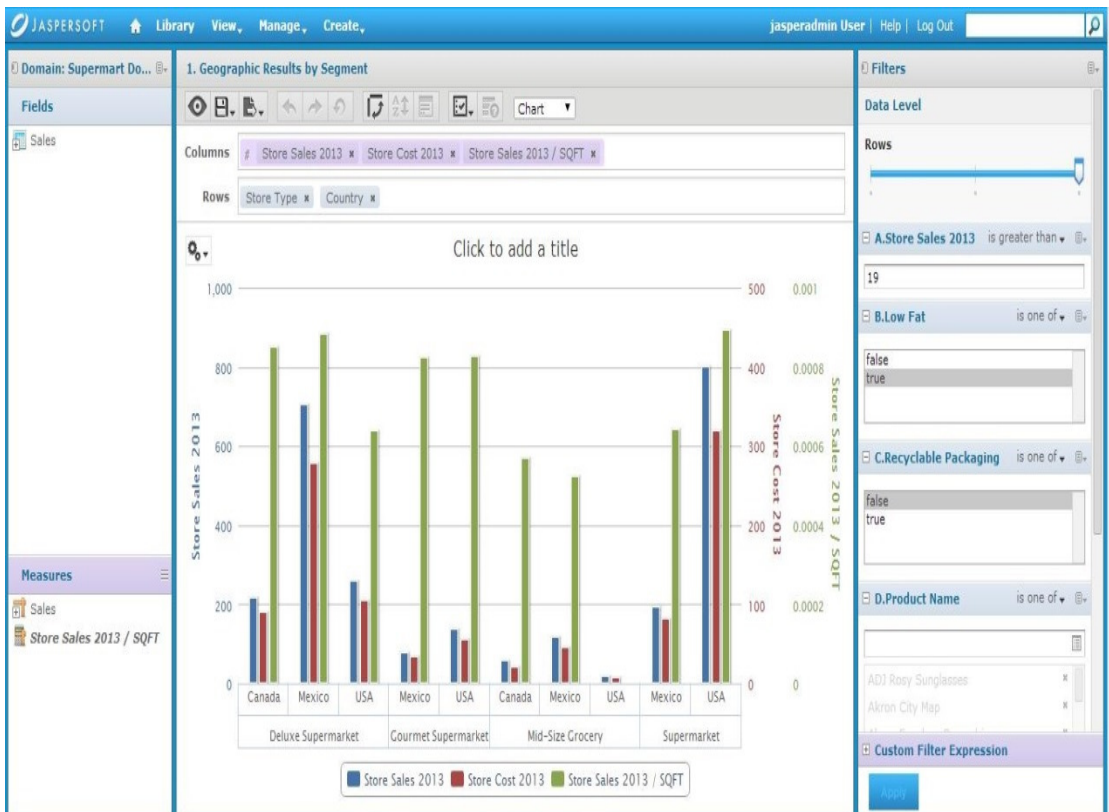 JASPERSOFT Library View Manage Create jasperadmin User | Help | Log Out
Domain: Supermart Do...
Fields
Sales
Measures
Sales
Store Sales 2013 / SQFT
1. Geographic Results by Segment
Chart
Columns # Store Sales 2013 x Store Cost 2013 x Store Sales 2013 / SQFT x
Rows Store Type x Country x
Click to add a title
Store Sales 2013
1,000
800
600
400
200
0
500
400
300
200
100
0
Store Cost 2013
0.001
0.0008
0.0006
0.0004
0.0002
0
Store Sales 2013 / SQFT
Canada Mexico USA Mexico USA Canada Mexico USA Mexico USA
Deluxe Supermarket Gourmet Supermarket Mid-Size Grocery Supermarket
Store Sales 2013 Store Cost 2013 Store Sales 2013 / SQFT
Filters
Data Level
Rows
A.Store Sales 2013 is greater than
19
B.Low Fat is one of
false
true
C.Recyclable Packaging is one of
false
true
D.Product Name is one of
ADJ Rosy Sunglasses x
Akron City Map x
Custom Filter Expression
Apply